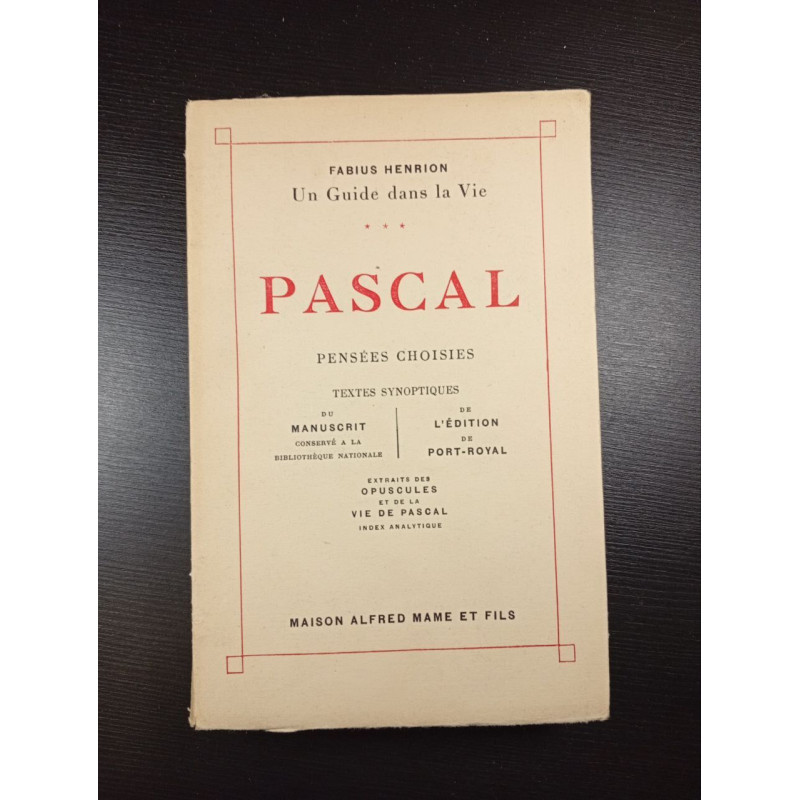 FABIUS HENRION
Un Guide dans la Vie
* * *
PASCAL
PENSÉES CHOISIES
TEXTES SYNOPTIQUES
DU
MANUSCRIT
CONSERVÉ A LA
BIBLIOTHÈQUE NATIONALE
DE
L'ÉDITION
DE
PORT-ROYAL
EXTRAITS DES
OPUSCULES
ET DE LA
VIE DE PASCAL
INDEX ANALYTIQUE
MAISON ALFRED MAME ET FILS